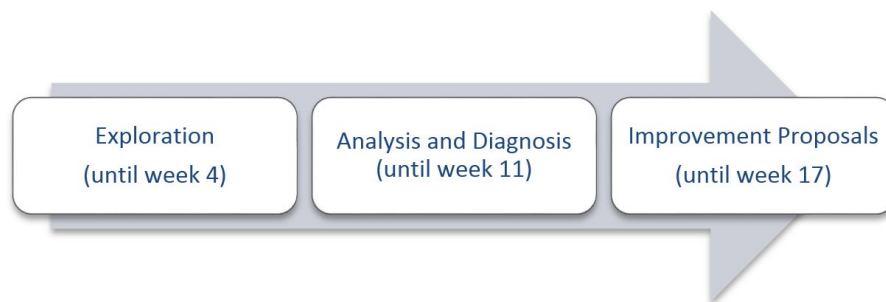 Exploration
(until week 4)
Analysis and Diagnosis
(until week 11)
Improvement Proposals
(until week 17)